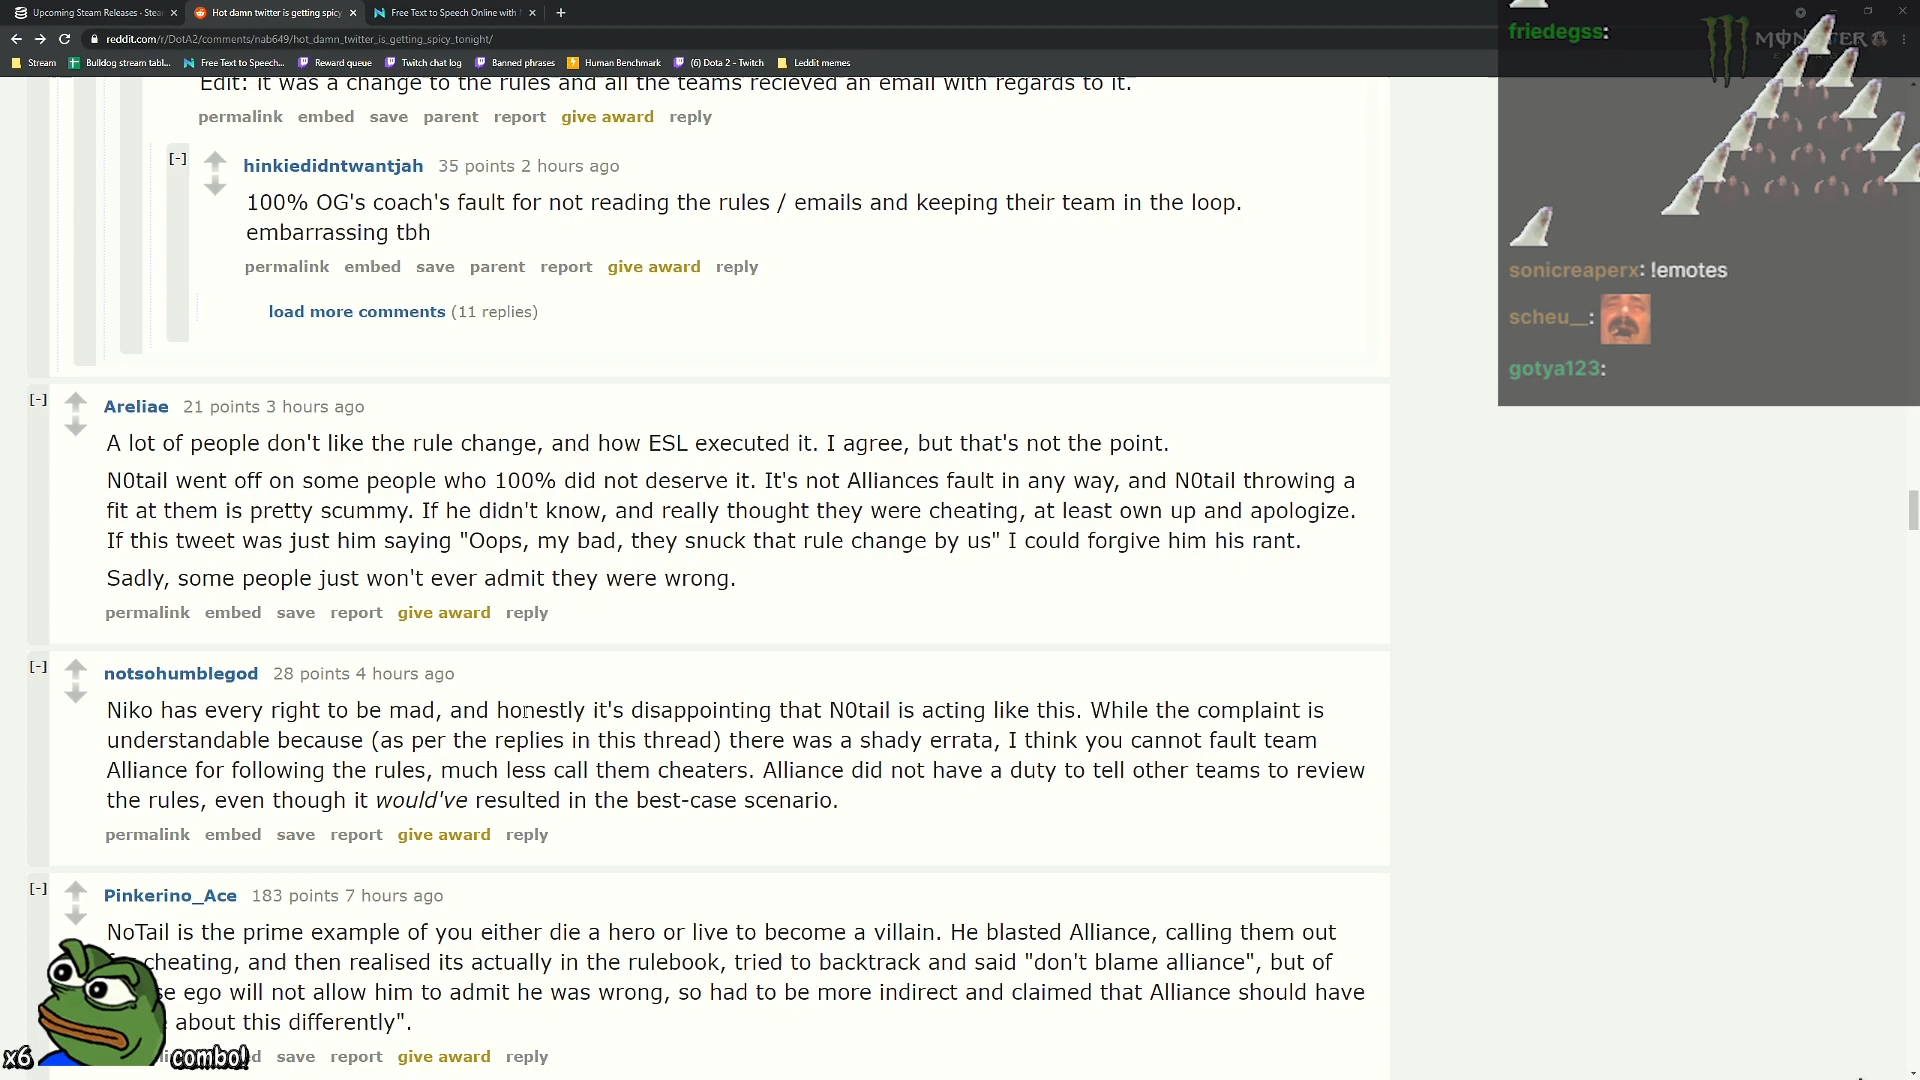 Upcoming Steam Releases - Stea
Hot damn twitter is getting spicy
Free Text to Speech Online with
reddit.com/r/DotA2/comments/nab649/hot_damn_twitter_is_getting_spicy_tonight/
Stream
Bulldog stream tabl...
Free Text to Speech...
Reward queue
Twitch chat log
Banned phrases
Human Benchmark
(6) Dota 2 - Twitch
Leddit memes
friedegss:
MONSTER
Edit: it was a change to the rules and all the teams recieved an email with regards to it.
permalink embed save parent report give award reply
[-]
hinkiedidntwantjah 35 points 2 hours ago
100% OG's coach's fault for not reading the rules / emails and keeping their team in the loop.
embarrassing tbh
permalink embed save parent report give award reply
load more comments (11 replies)
sonicreaperx: !emotes
scheu__:
gotya123:
[-]
Areliae 21 points 3 hours ago
A lot of people don't like the rule change, and how ESL executed it. I agree, but that's not the point.
N0tail went off on some people who 100% did not deserve it. It's not Alliances fault in any way, and N0tail throwing a
fit at them is pretty scummy. If he didn't know, and really thought they were cheating, at least own up and apologize.
If this tweet was just him saying "Oops, my bad, they snuck that rule change by us" I could forgive him his rant.
Sadly, some people just won't ever admit they were wrong.
permalink embed save report give award reply
[-]
notsohumblegod 28 points 4 hours ago
Niko has every right to be mad, and honestly it's disappointing that N0tail is acting like this. While the complaint is
understandable because (as per the replies in this thread) there was a shady errata, I think you cannot fault team
Alliance for following the rules, much less call them cheaters. Alliance did not have a duty to tell other teams to review
the rules, even though it would've resulted in the best-case scenario.
permalink embed save report give award reply
[-]
Pinkerino_Ace 183 points 7 hours ago
NoTail is the prime example of you either die a hero or live to become a villain. He blasted Alliance, calling them out
cheating, and then realised its actually in the rulebook, tried to backtrack and said "don't blame alliance", but of
se ego will not allow him to admit he was wrong, so had to be more indirect and claimed that Alliance should have
about this differently".
save report give award reply
x6 combo!